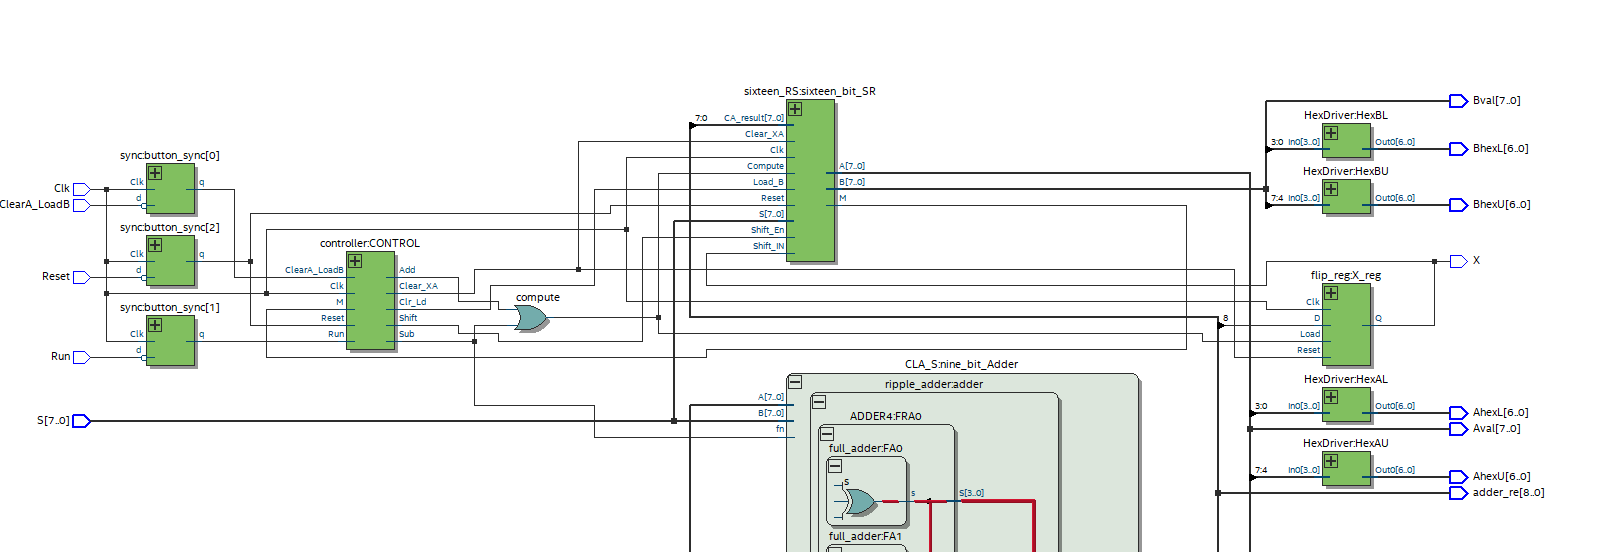 sixteen_RS:sixteen_bit_SR
7:0
CA_result[7..0]
Clear_XA
Clk
Compute
Load_B
Reset
S[7..0]
Shift_En
Shift_IN
A[7..0]
B[7..0]
M
sync:button_sync[0]
Clk
ClearA_LoadB
Clk
d
q
sync:button_sync[2]
Reset
Clk
d
q
sync:button_sync[1]
Run
Clk
d
q
controller:CONTROL
ClearA_LoadB
Clk
M
Reset
Run
Add
Clear_XA
Clr_Ld
Shift
Sub
compute
S[7..0]
Bval[7..0]
HexDriver:HexBL
3:0
In0[3..0]
Out0[6..0]
BhexL[6..0]
HexDriver:HexBU
7:4
In0[3..0]
Out0[6..0]
BhexU[6..0]
X
flip_reg:X_reg
Clk
8
D
Load
Reset
Q
HexDriver:HexAL
3:0
In0[3..0]
Out0[6..0]
AhexL[6..0]
Aval[7..0]
HexDriver:HexAU
7:4
In0[3..0]
Out0[6..0]
AhexU[6..0]
adder_re[8..0]
CLA_S:nine_bit_Adder
A[7..0]
B[7..0]
fn
ripple_adder:adder
ADDER4:FRA0
full_adder:FA0
s
s
S[3..0]
full_adder:FA1